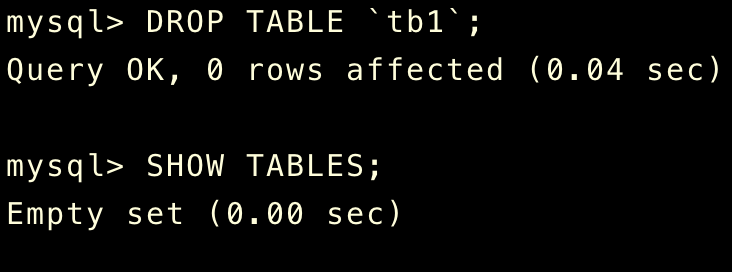 mysql> DROP TABLE `tb1`;
Query OK, 0 rows affected (0.04 sec)
mysql> SHOW TABLES;
Empty set (0.00 sec)